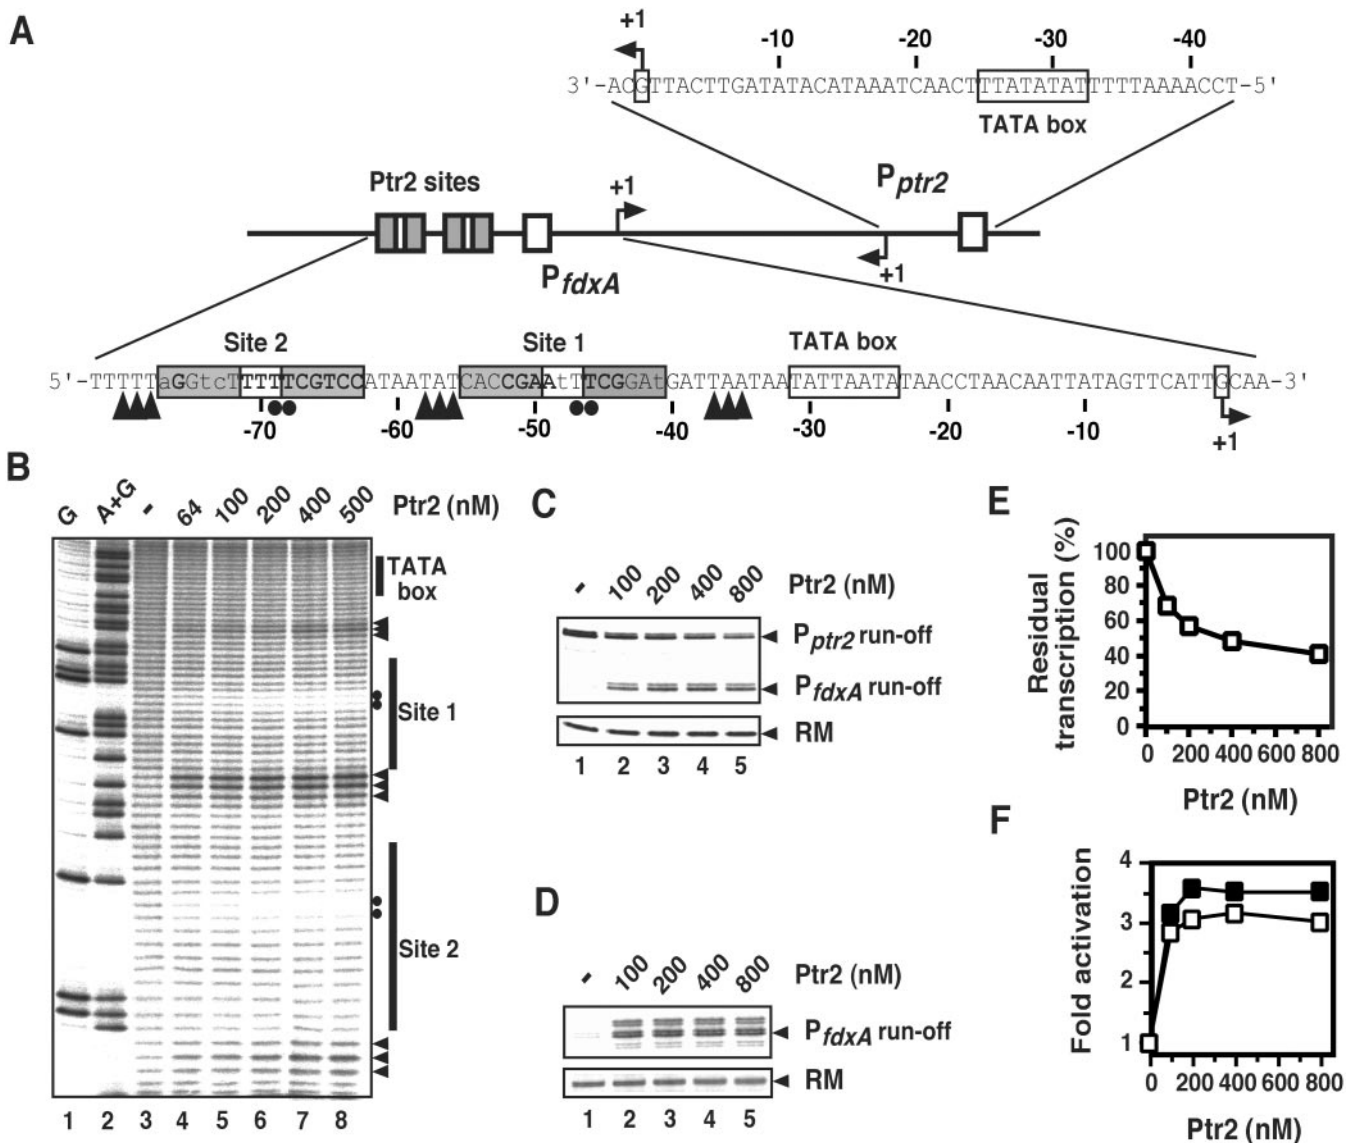 A
+1
-10
-20
-30
-40
3'-ACGTTACTTGATATACATAAATCAACTTTATATATTTTTAAAACCT-5'
TATA box
Ptr2 sites
+1
Pptr2
PfdxA
+1
Site 2
Site 1
TATA box
5'-TTTTTaGGtcTTTTTCGTCCATAATATCACCGAAAtTTCGGAtGATTAATAATATTAATATAACCTAACAATTATAGTTCATTGCAA-3'
-70
-60
-50
-40
-30
-20
-10
+1
B
G
A+G
-
64
100
200
400
500
Ptr2 (nM)
TATA
box
Site 1
Site 2
1 2 3 4 5 6 7 8
C
-
100
200
400
800
Ptr2 (nM)
Pptr2 run-off
PfdxA run-off
RM
1 2 3 4 5
D
-
100
200
400
800
Ptr2 (nM)
PfdxA run-off
RM
1 2 3 4 5
E
Residual
transcription (%)
100
80
60
40
20
0
0 200 400 600 800
Ptr2 (nM)
F
Fold activation
4
3
2
1
0 200 400 600 800
Ptr2 (nM)